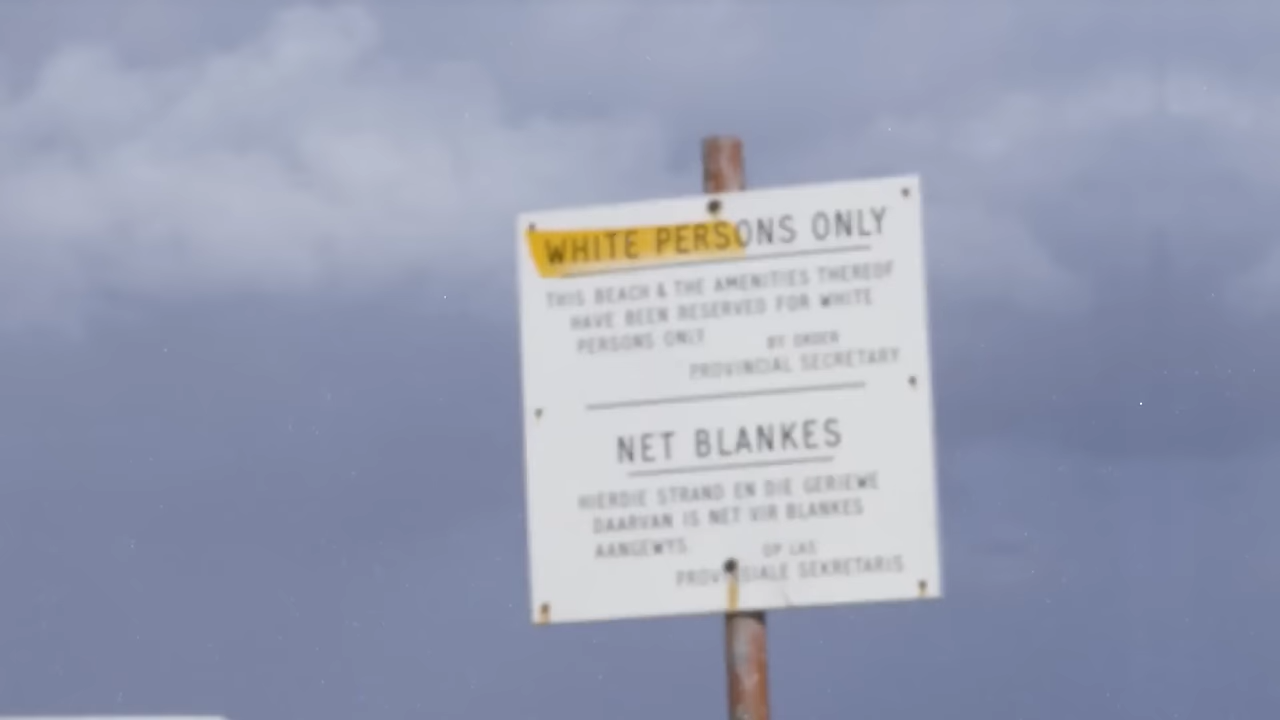 WHITE PERSONS ONLY
THIS BEACH & THE AMENITIES THEREOF
HAVE BEEN RESERVED FOR WHITE
PERSONS ONLY
BY ORDER
PROVINCIAL SECRETARY
NET BLANKES
HIERDIE STRAND EN DIE GERIEWE
DAARVAN IS NET VIR BLANKES
AANGEWYS.
OP LAS
PROVINSIALE SEKRETARIS